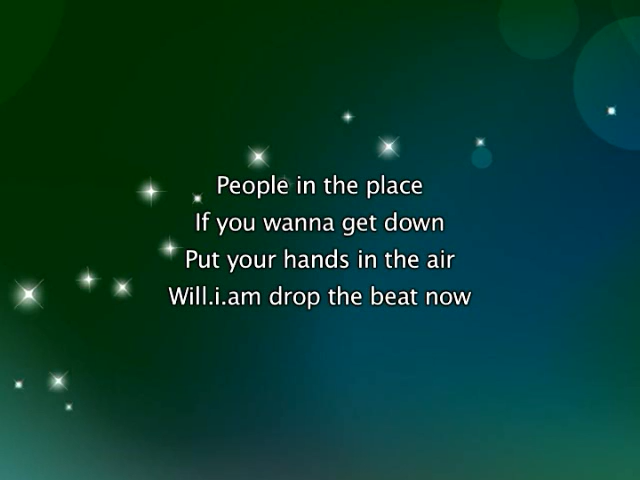 People in the place
If you wanna get down
Put your hands in the air
Will.i.am drop the beat now